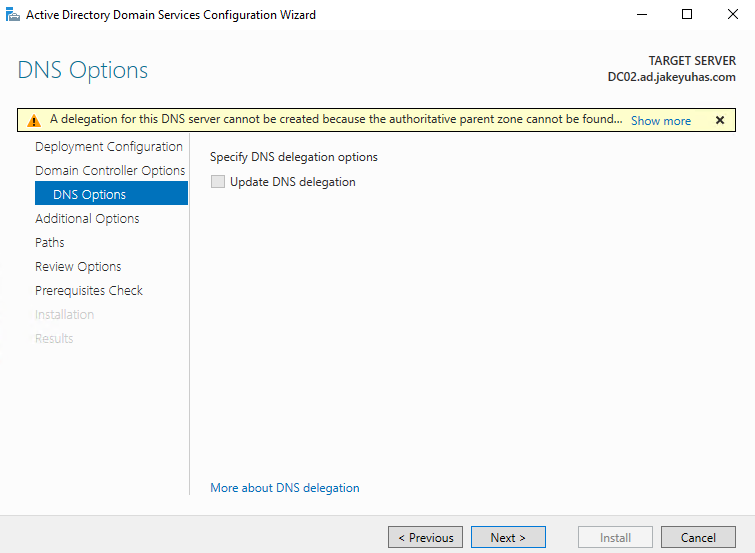 Active Directory Domain Services Configuration Wizard
DNS Options
TARGET SERVER
DC02.ad.jakeyuhas.com
A delegation for this DNS server cannot be created because the authoritative parent zone cannot be found... Show more
Deployment Configuration
Domain Controller Options
DNS Options
Additional Options
Paths
Review Options
Prerequisites Check
Installation
Results
Specify DNS delegation options
Update DNS delegation
More about DNS delegation
< Previous
Next >
Install
Cancel